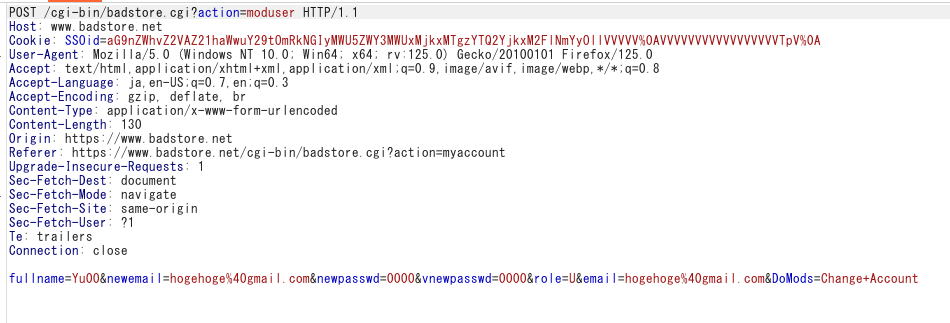 POST /cgi-bin/badstore.cgi?action=moduser HTTP/1.1
Host: www.badstore.net
Cookie: SSOid=aG9nZWhvZ2VAZ21haWwuY29tOmRkNGIyMWU5ZWY3MWUxMjkxMTgzYTQ2YjkxM2FlNmYyOllVVVVV%0AVVVVVVVVVVVVVVVVVTpV%0A
User-Agent: Mozilla/5.0 (Windows NT 10.0; Win64; x64; rv:125.0) Gecko/20100101 Firefox/125.0
Accept: text/html,application/xhtml+xml,application/xml;q=0.9,image/avif,image/webp,*/*;q=0.8
Accept-Language: ja,en-US;q=0.7,en;q=0.3
Accept-Encoding: gzip, deflate, br
Content-Type: application/x-www-form-urlencoded
Content-Length: 130
Origin: https://www.badstore.net
Referer: https://www.badstore.net/cgi-bin/badstore.cgi?action=myaccount
Upgrade-Insecure-Requests: 1
Sec-Fetch-Dest: document
Sec-Fetch-Mode: navigate
Sec-Fetch-Site: same-origin
Sec-Fetch-User: ?1
Te: trailers
Connection: close
fullname=Yu00&newemail=hogehoge%40gmail.com&newpasswd=0000&vnewpasswd=0000&role=U&email=hogehoge%40gmail.com&DoMods=Change+Account